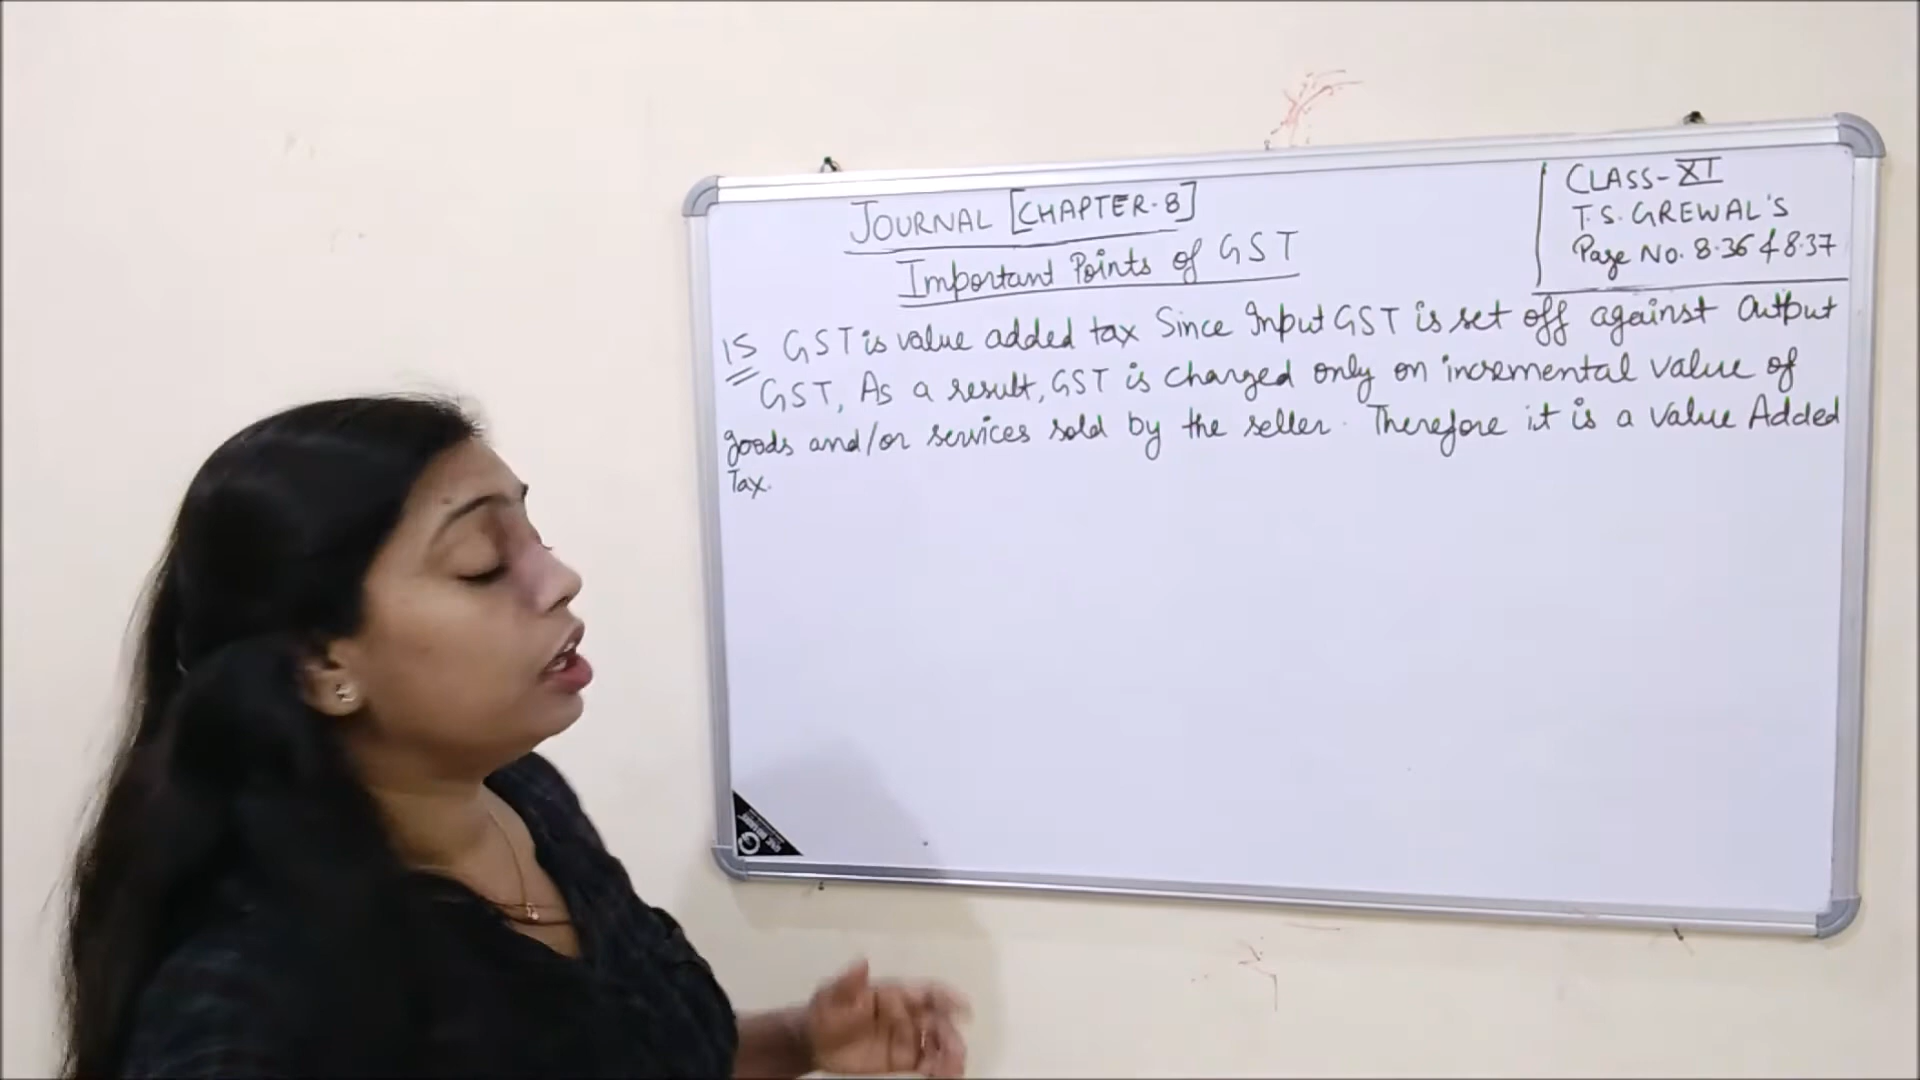 JOURNAL [CHAPTER-8]
Important Points of GST
CLASS-XI
T.S. GREWAL'S
Page No. 8.36 & 8.37
15 GST is value added tax Since Input GST is set off against Output
GST, As a result, GST is charged only on incremental value of
goods and/or services sold by the seller. Therefore it is a Value Added
Tax.